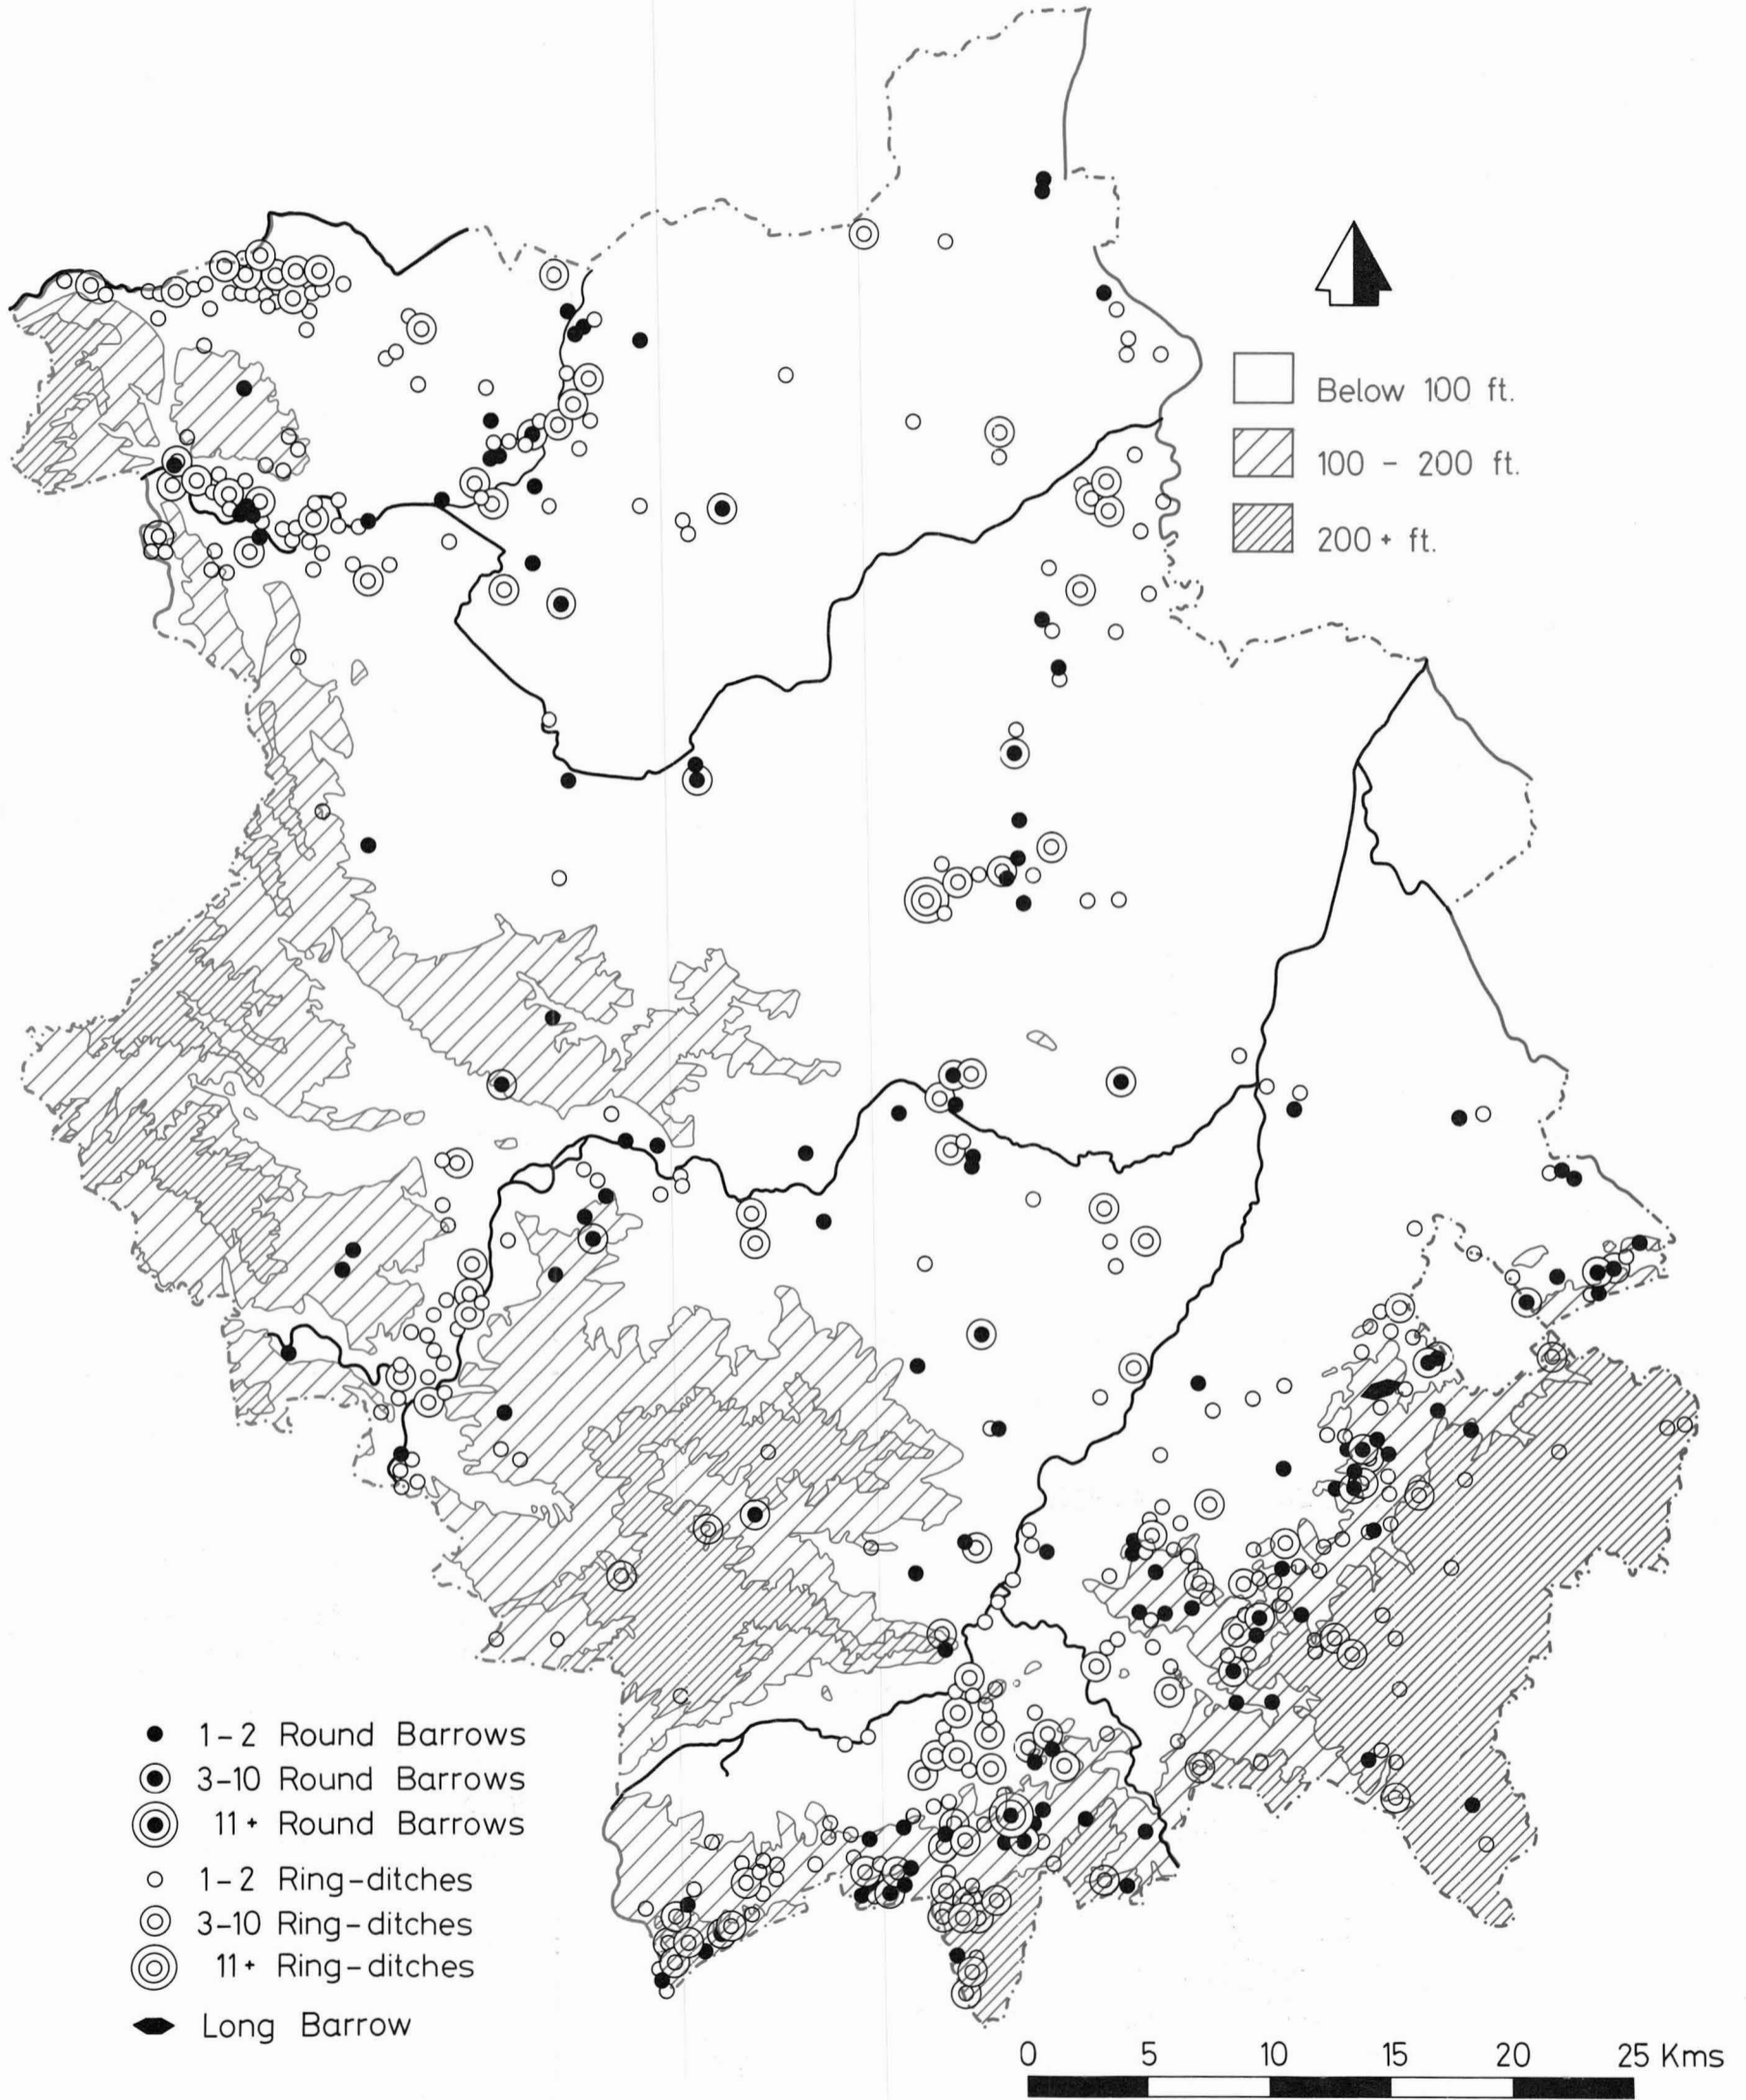 Below 100 ft.
100 - 200 ft.
200+ ft.
1-2 Round Barrows
3-10 Round Barrows
11+ Round Barrows
1-2 Ring-ditches
3-10 Ring-ditches
11+ Ring-ditches
Long Barrow
0 5 10 15 20 25 Kms